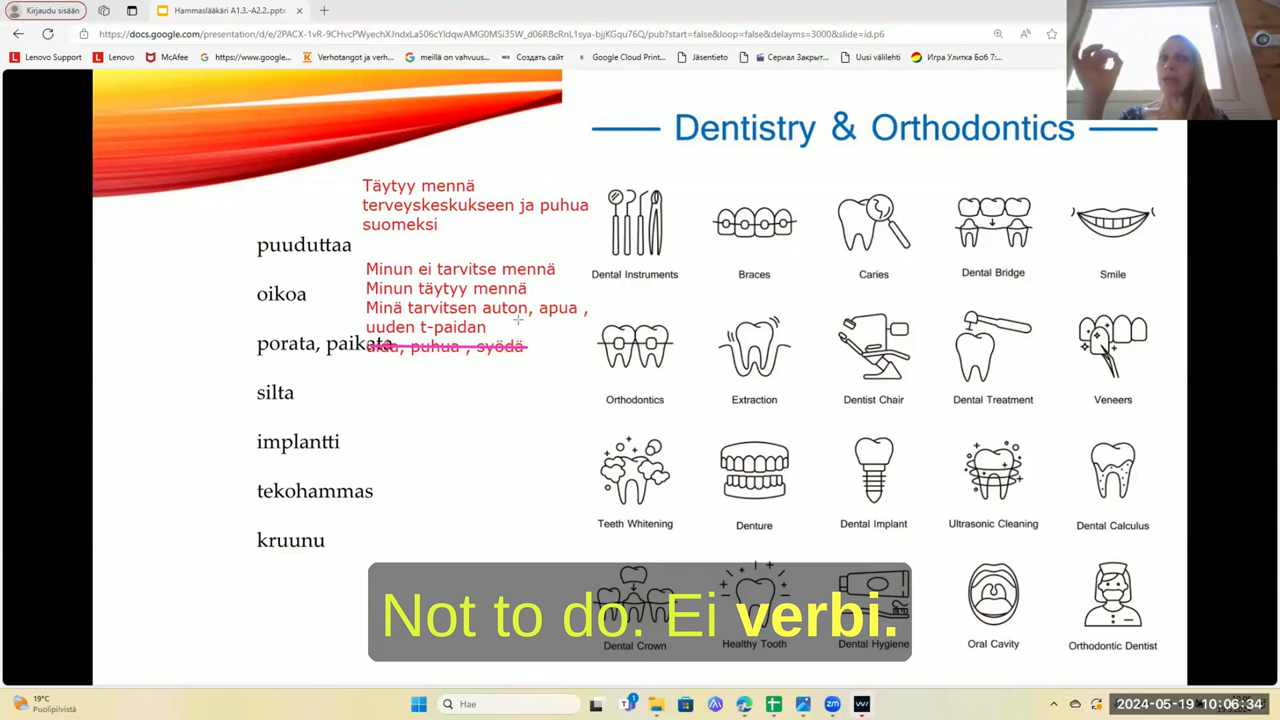 Kirjaudu sisään
Hammaslääkäri A1.3.-A2.2..pptx
https://docs.google.com/presentation/d/e/2PACX-1vR-9CHvcPWyechXJndxLa506cYldqwAMG0MSi35W_d06RBcRnL1sya-bjjKGqu76Q/pub?start=false&loop=false&delayms=3000&slide=id.p6
Lenovo Support
Lenovo
McAfee
https://www.google...
Verhotangot ja verh...
meillä on vahvuus...
Создать сайт
Google Cloud Print...
Jäsentieto
Сериал Закрыт...
Uusi välilehti
Игра Улитка Боб 7:...
Dentistry & Orthodontics
Täytyy mennä
terveyskeskukseen ja puhua
suomeksi
puuduttaa
Minun ei tarvitse mennä
Minun täytyy mennä
Minä tarvitsen auton, apua ,
uuden t-paidan
puhua , syödä
oikoa
porata, paikata
silta
implantti
tekohammas
kruunu
Dental Instruments
Braces
Caries
Dental Bridge
Smile
Orthodontics
Extraction
Dentist Chair
Dental Treatment
Veneers
Teeth Whitening
Denture
Dental Implant
Ultrasonic Cleaning
Dental Calculus
Dental Crown
Healthy Tooth
Dental Hygiene
Oral Cavity
Orthodontic Dentist
Not to do. Ei verbi.
19°C
Puolipilvistä
Hae
2024-05-19 10:06:34